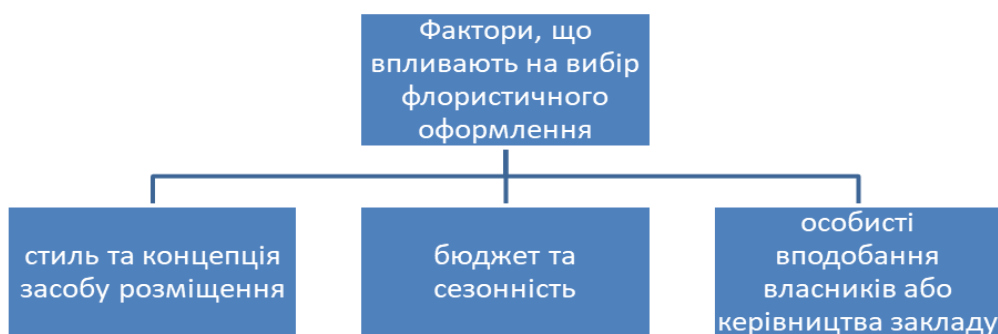 Фактори, що
впливають на вибір
флористичного
оформлення
стиль та концепція
засобу розміщення
бюджет та
сезонність
особисті
вподобання
власників або
керівництва закладу